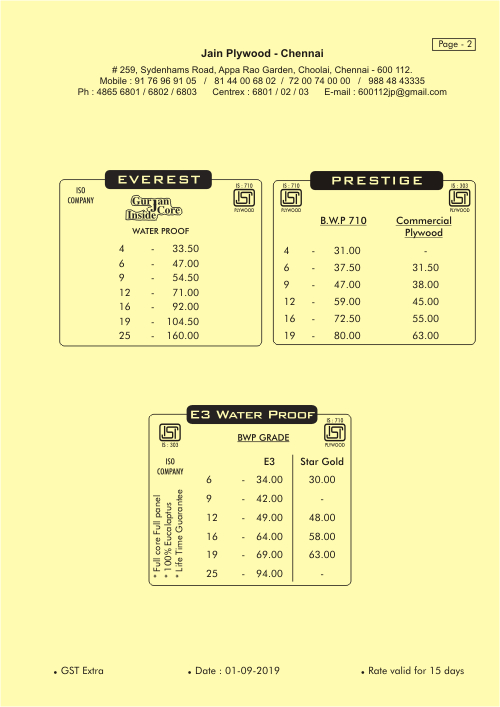 Page - 2
Jain Plywood - Chennai
# 259, Sydenhams Road, Appa Rao Garden, Choolai, Chennai - 600 112.
Mobile : 91 76 96 91 05 / 81 44 00 68 02 / 72 00 74 00 00 / 988 48 43335
Ph : 4865 6801 / 6802 / 6803 Centrex : 6801 / 02 / 03 E-mail : 600112jp@gmail.com
EVEREST
ISO
COMPANY
Gurjan
Inside Core
IS : 710
ISI
PLYWOOD
WATER PROOF
4 - 33.50
6 - 47.00
9 - 54.50
12 - 71.00
16 - 92.00
19 - 104.50
25 - 160.00
PRESTIGE
IS : 710
ISI
PLYWOOD
IS : 303
ISI
PLYWOOD
B.W.P 710 Commercial
Plywood
4 - 31.00 -
6 - 37.50 31.50
9 - 47.00 38.00
12 - 59.00 45.00
16 - 72.50 55.00
19 - 80.00 63.00
E3 WATER PROOF
ISI
IS : 303
IS : 710
ISI
PLYWOOD
BWP GRADE
ISO
COMPANY
* Full core Full panel
* 100% Eucalaptus
* Life Time Guarantee
E3 Star Gold
6 - 34.00 30.00
9 - 42.00 -
12 - 49.00 48.00
16 - 64.00 58.00
19 - 69.00 63.00
25 - 94.00 -
• GST Extra • Date : 01-09-2019 • Rate valid for 15 days